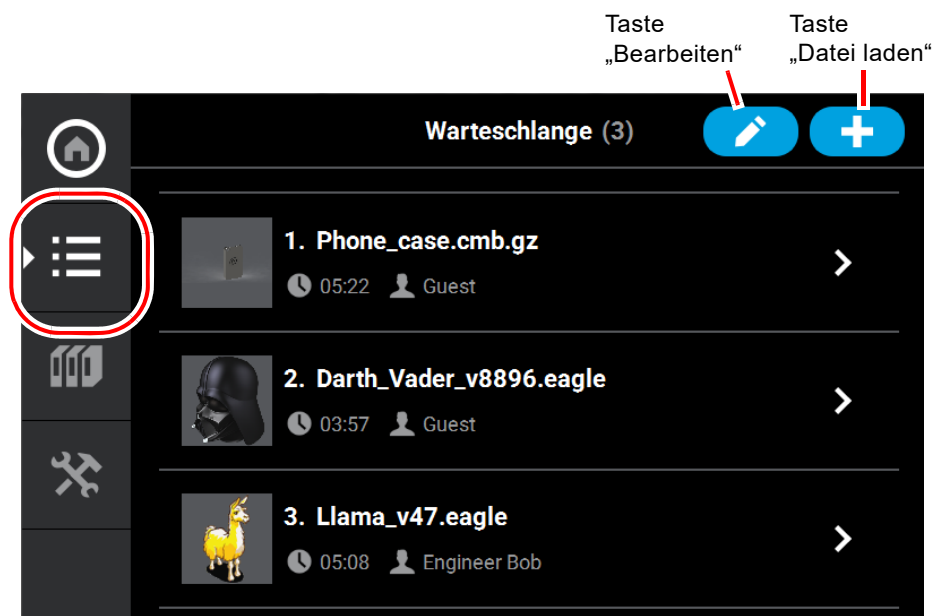 Taste
„Bearbeiten“
Taste
„Datei laden“
Warteschlange (3)
1. Phone_case.cmb.gz
05:22 Guest
2. Darth_Vader_v8896.eagle
03:57 Guest
3. Llama_v47.eagle
05:08 Engineer Bob